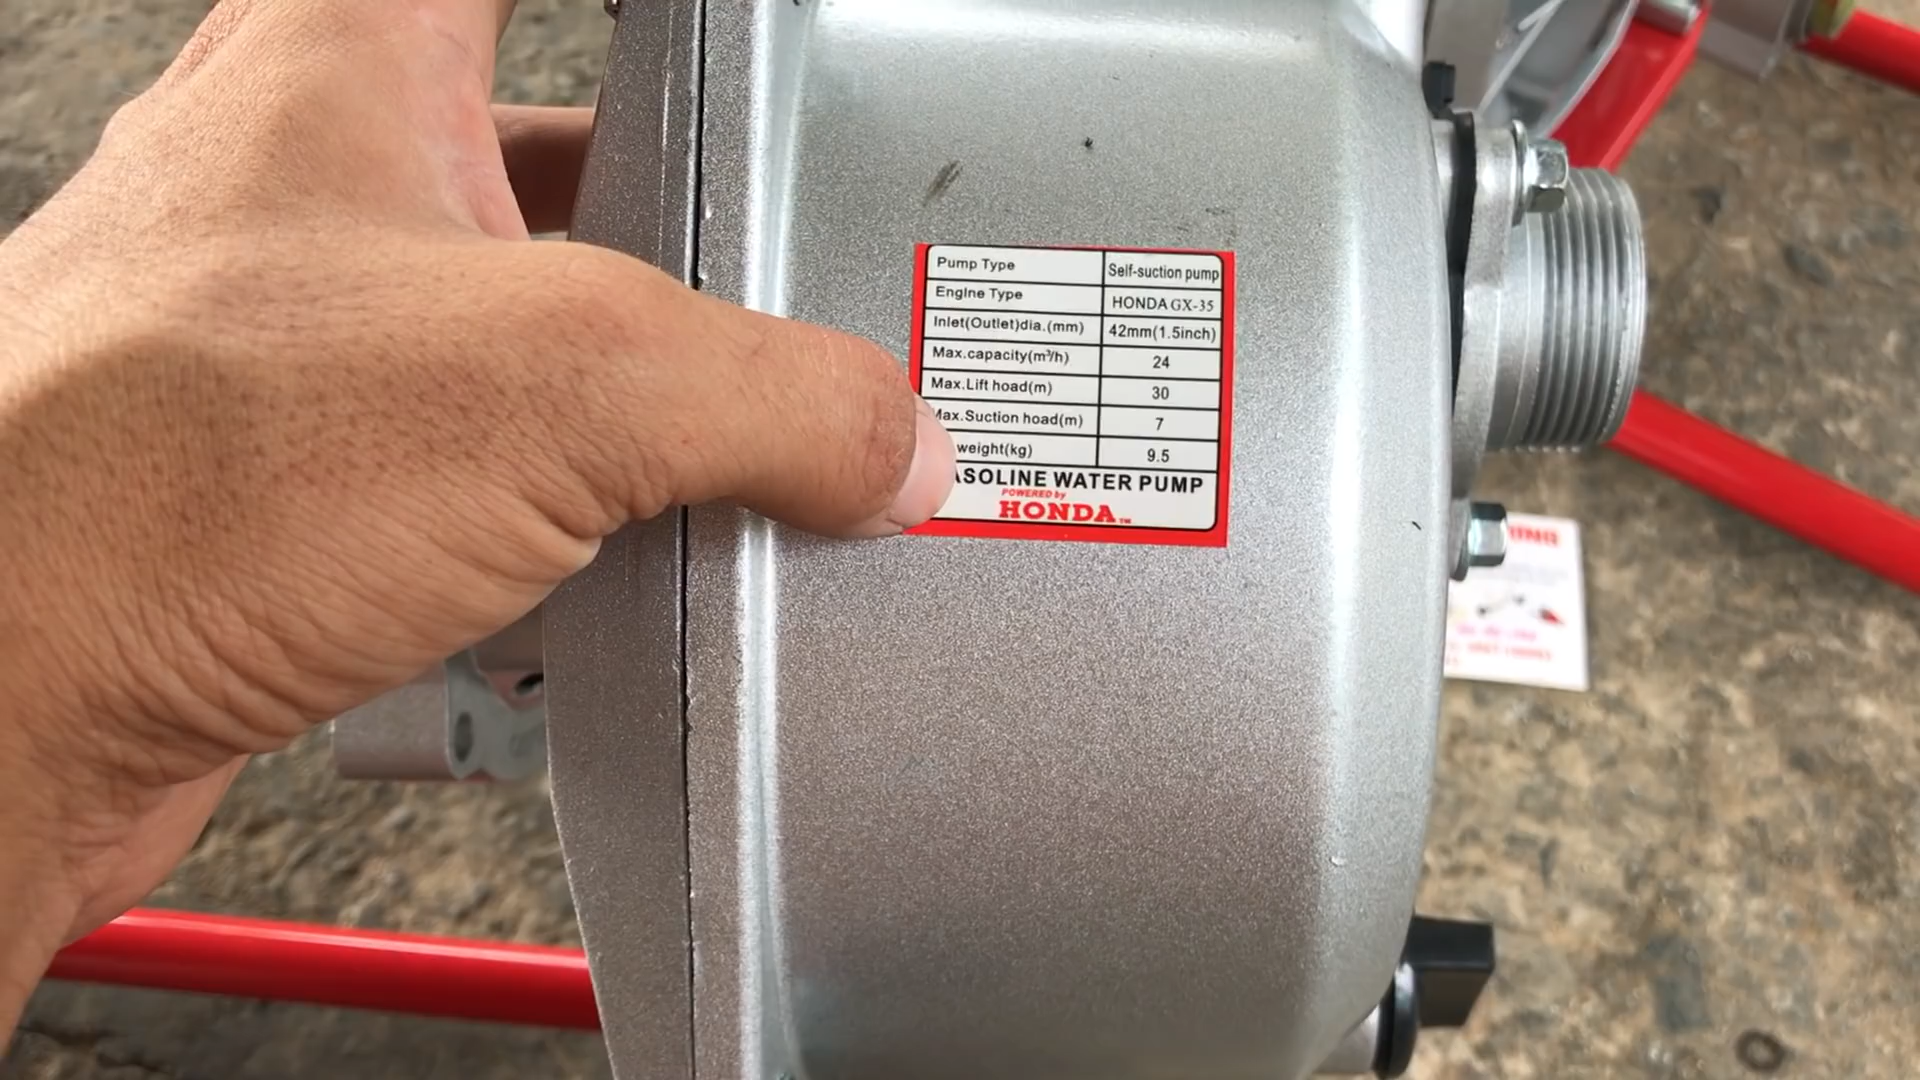 Pump Type Self-suction pump
Engine Type HONDA GX-35
Inlet(Outlet)dia.(mm) 42mm(1.5inch)
Max.capacity(m³/h) 24
Max.Lift hoad(m) 30
Max.Suction hoad(m) 7
weight(kg) 9.5
ASOLINE WATER PUMP
POWERED by
HONDA TM